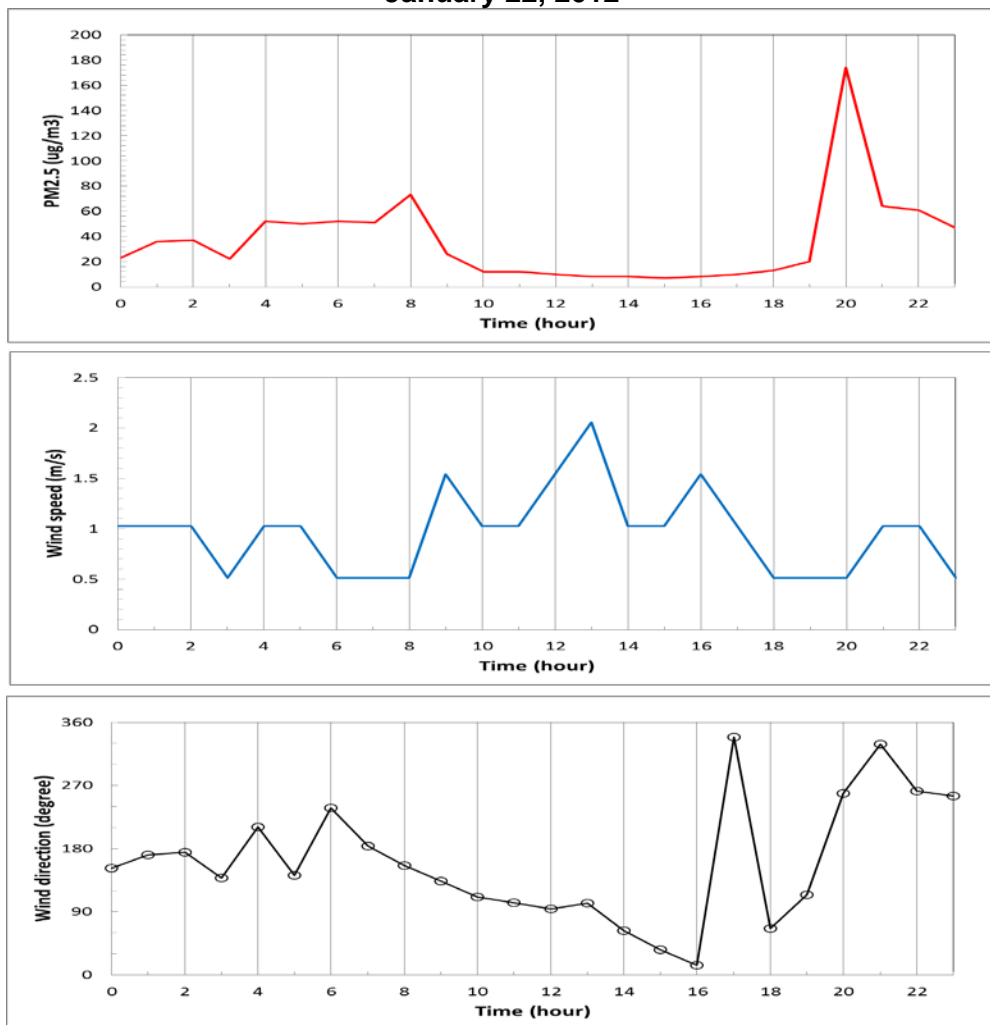 January 22, 2012
PM2.5 (ug/m3)
200
180
160
140
120
100
80
60
40
20
0
0 2 4 6 8 10 12 14 16 18 20 22
Time (hour)
Wind speed (m/s)
2.5
2
1.5
1
0.5
0
0 2 4 6 8 10 12 14 16 18 20 22
Time (hour)
Wind direction (degree)
360
270
180
90
0
0 2 4 6 8 10 12 14 16 18 20 22
Time (hour)